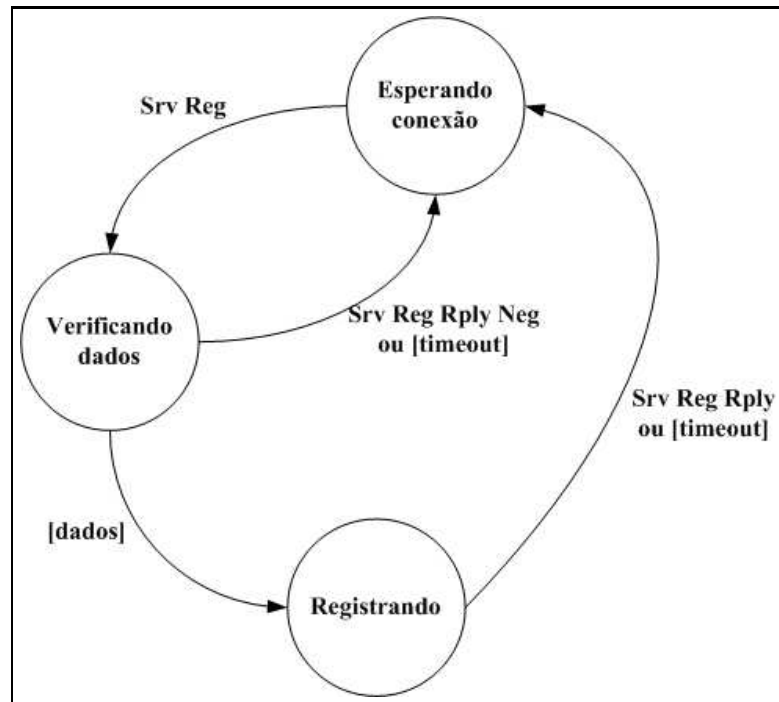 Esperando
conexão
Srv Reg
Verificando
dados
Srv Reg Rply Neg
ou [timeout]
Srv Reg Rply
ou [timeout]
[dados]
Registrando